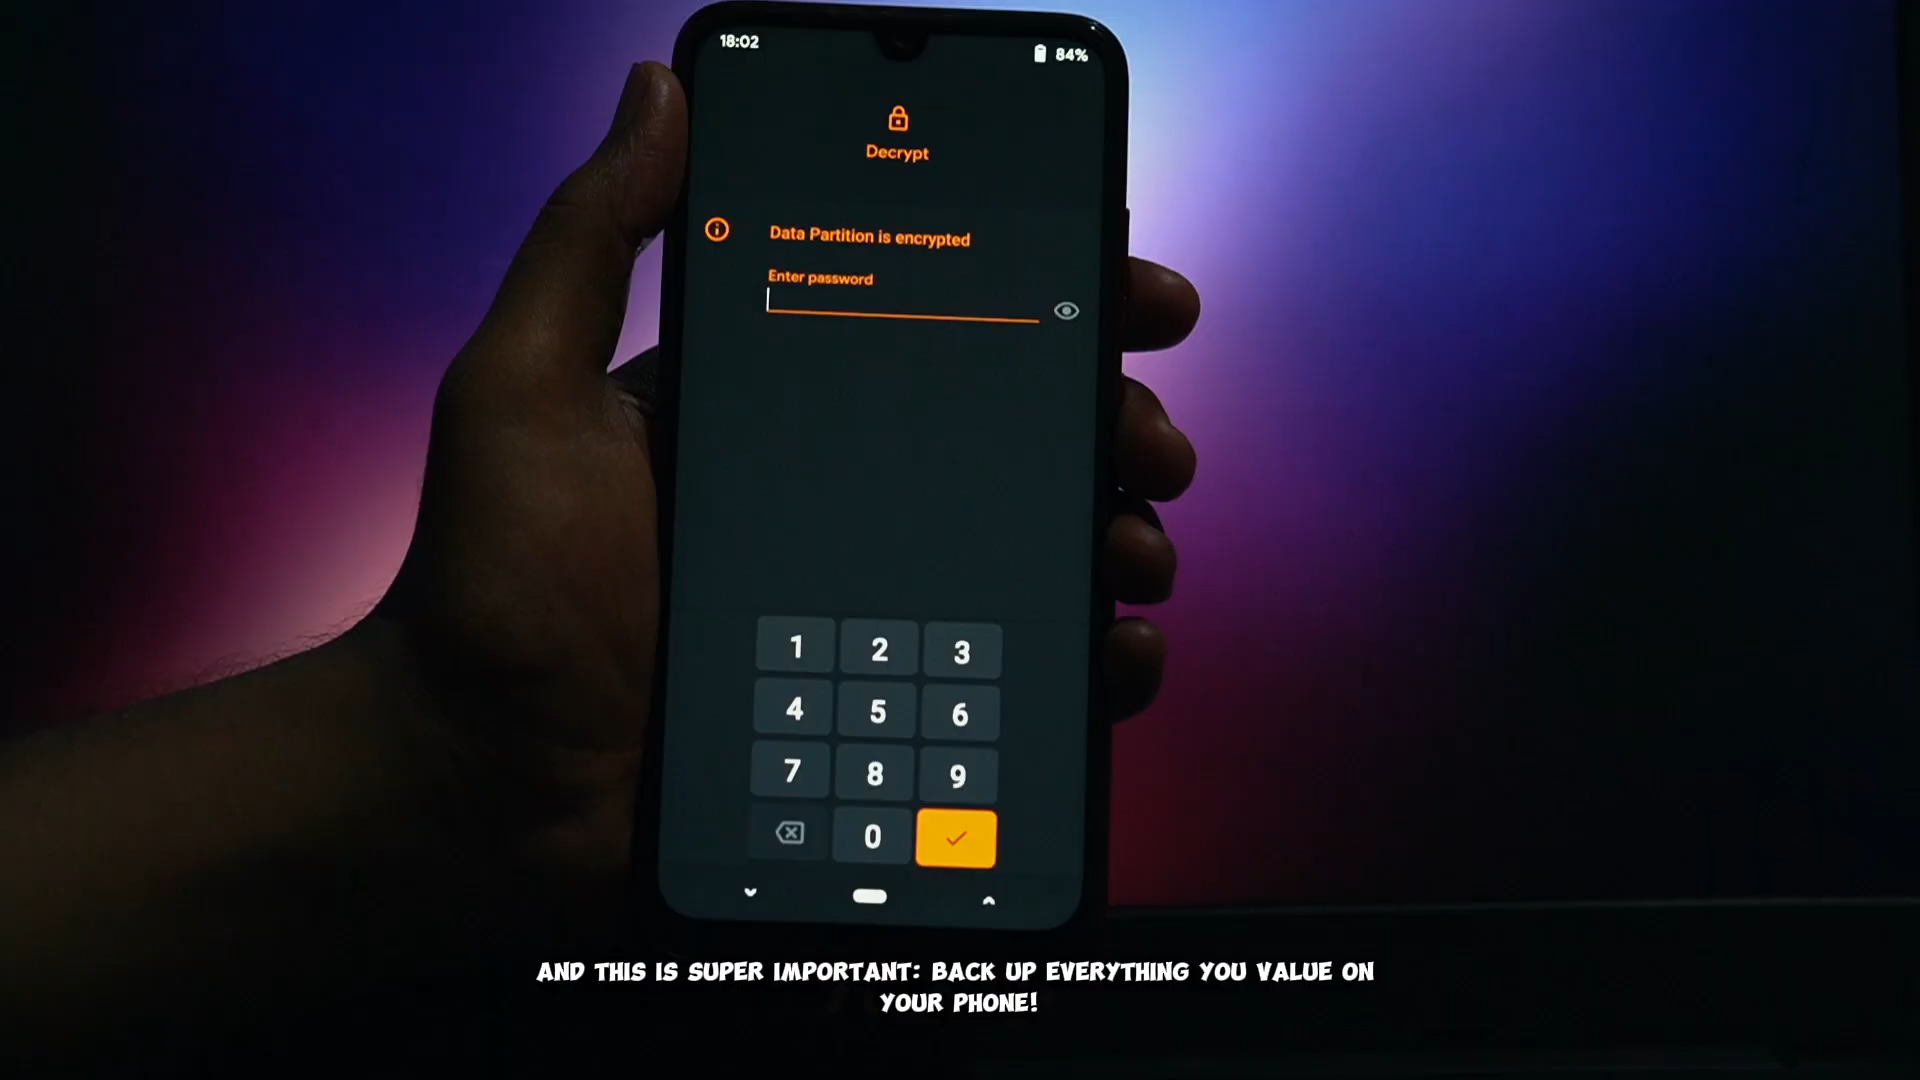 18:02
84%
Decrypt
Data Partition is encrypted
Enter password
1 2 3
4 5 6
7 8 9
0
AND THIS IS SUPER IMPORTANT: BACK UP EVERYTHING YOU VALUE ON
YOUR PHONE!